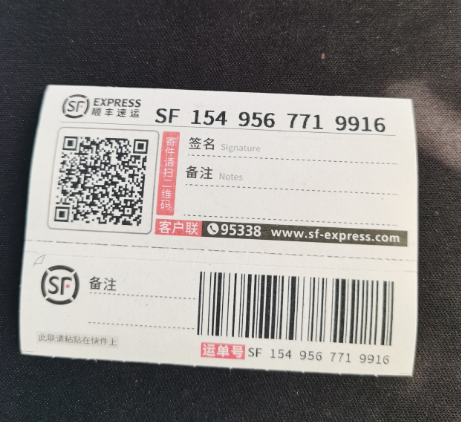 SF EXPRESS
顺丰速运
SF 154 956 771 9916
寄件请扫二维码
签名 Signature
备注 Notes
客户联 95338 www.sf-express.com
SF 备注
此联请粘贴在快件上
运单号 SF 154 956 771 9916